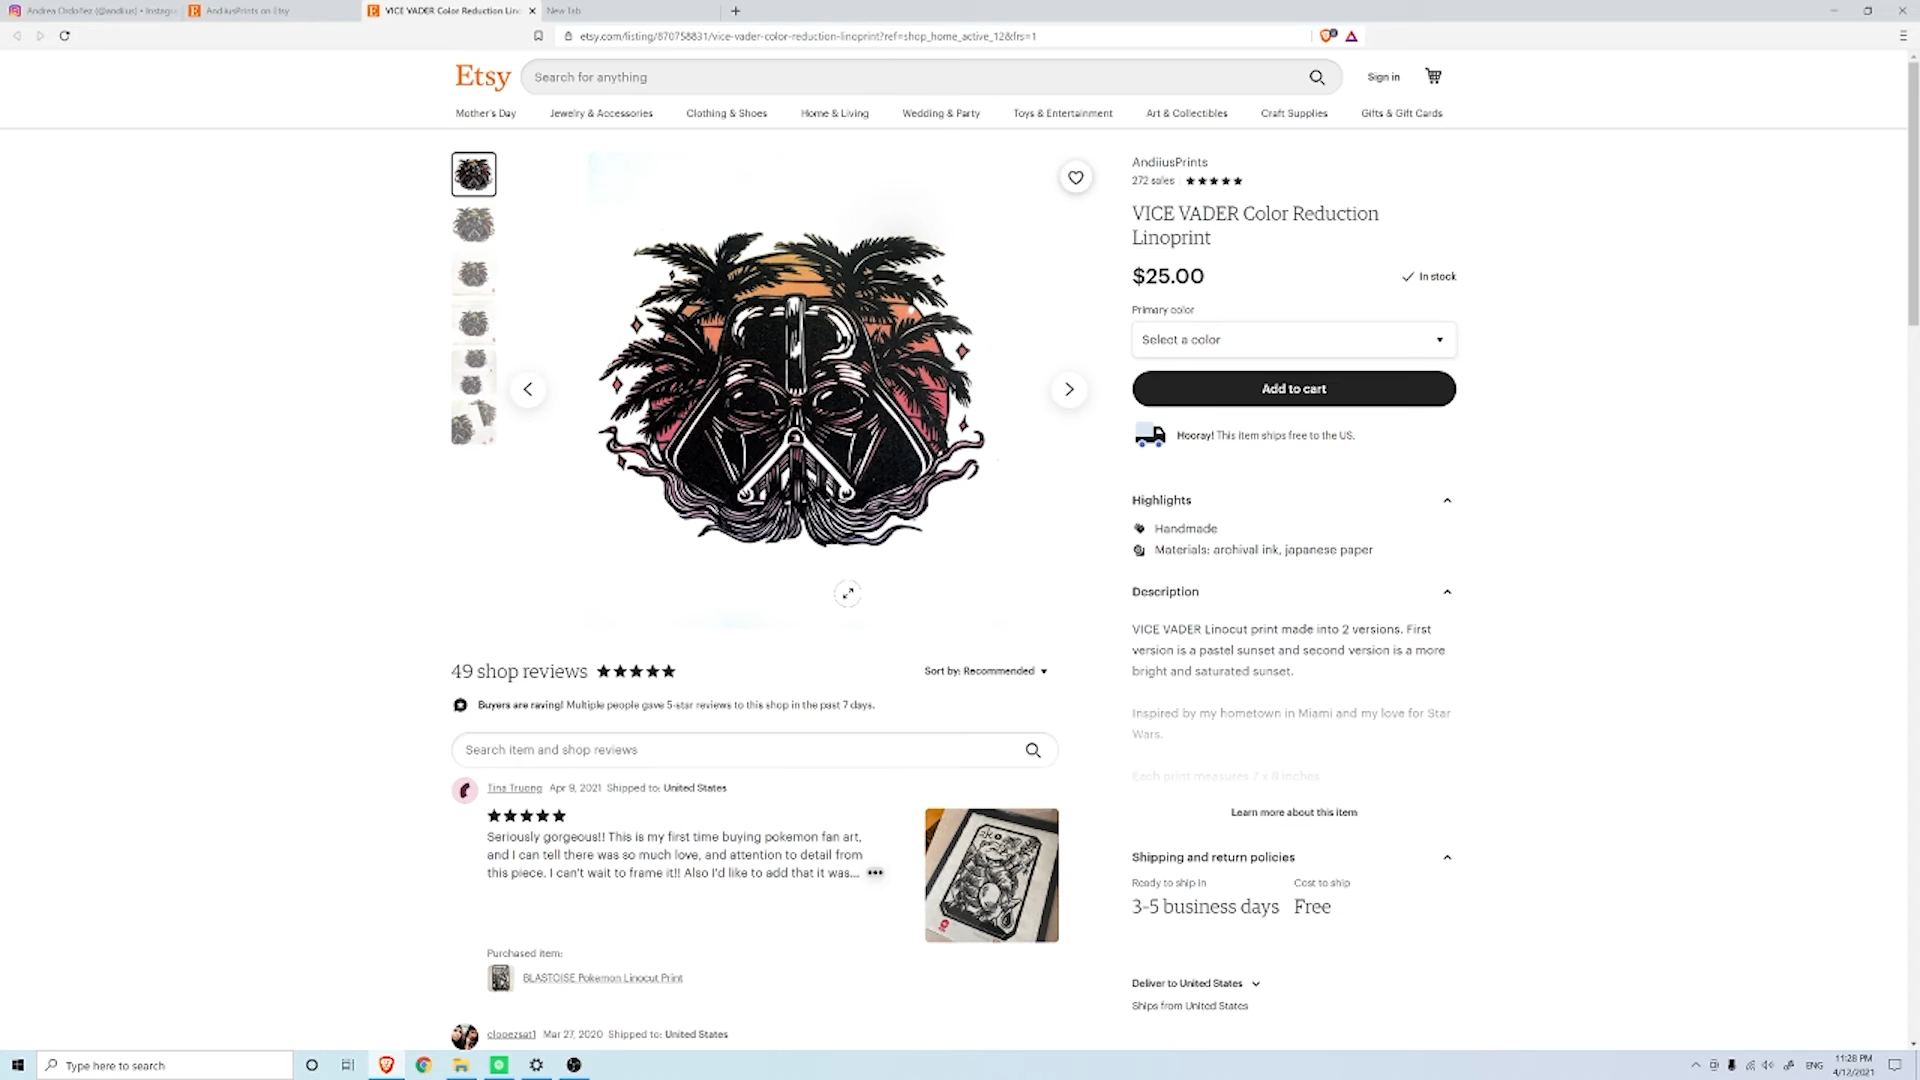 Andrea Ordoñez (@andiius) • Instagr
AndiiusPrints on Etsy
VICE VADER Color Reduction Lino
New Tab
etsy.com/listing/870758831/vice-vader-color-reduction-linoprint?ref=shop_home_active_12&frs=1
Etsy
Search for anything
Sign in
Mother's Day
Jewelry & Accessories
Clothing & Shoes
Home & Living
Wedding & Party
Toys & Entertainment
Art & Collectibles
Craft Supplies
Gifts & Gift Cards
AndiiusPrints
272 sales
VICE VADER Color Reduction
Linoprint
$25.00
In stock
Primary color
Select a color
Add to cart
Hooray! This item ships free to the US.
Highlights
Handmade
Materials: archival ink, japanese paper
Description
VICE VADER Linocut print made into 2 versions. First
version is a pastel sunset and second version is a more
bright and saturated sunset.
Inspired by my hometown in Miami and my love for Star
Wars.
Each print measures 7 x 8 inches
Learn more about this item
Shipping and return policies
Ready to ship in
Cost to ship
3-5 business days
Free
Deliver to United States
Ships from United States
49 shop reviews
Sort by: Recommended
Buyers are raving! Multiple people gave 5-star reviews to this shop in the past 7 days.
Search item and shop reviews
Tina Truong Apr 9, 2021 Shipped to: United States
Seriously gorgeous!! This is my first time buying pokemon fan art,
and I can tell there was so much love, and attention to detail from
this piece. I can't wait to frame it!! Also I'd like to add that it was...
Purchased item:
BLASTOISE Pokemon Linocut Print
clopezsat1 Mar 27, 2020 Shipped to: United States
Type here to search
ENG
11:28 PM
4/12/2021